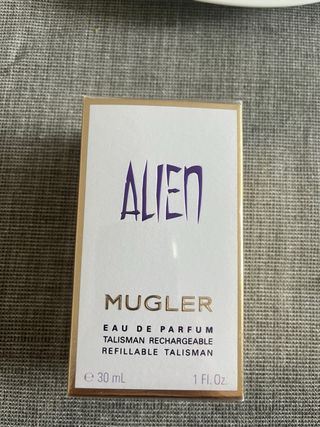 ALIEN
MUGLER
EAU DE PARFUM
TALISMAN RECHARGEABLE
REFILLABLE TALISMAN
℮ 30 mL 1 Fl. Oz.